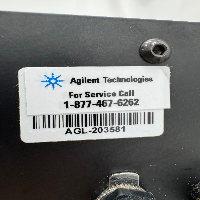 Agilent Technologies
For Service Call
1-877-467-6262
AGL-203581